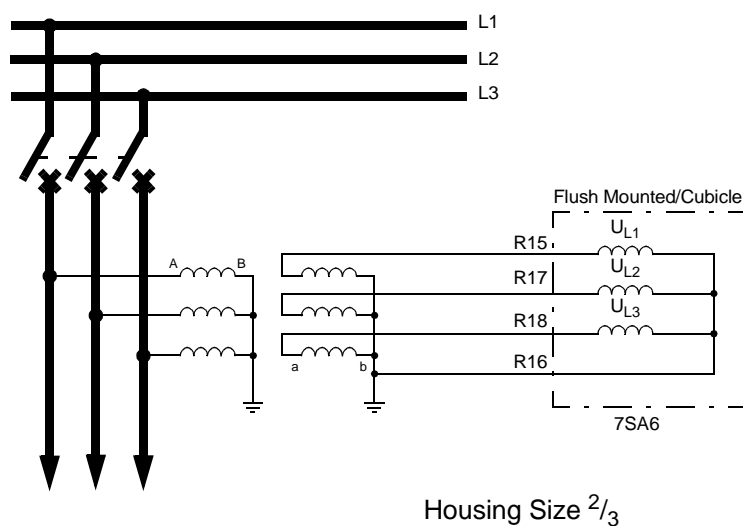 L1
L2
L3
Flush Mounted/Cubicle
R15
UL1
A
B
R17
UL2
R18
UL3
R16
a
b
7SA6
Housing Size 2/3